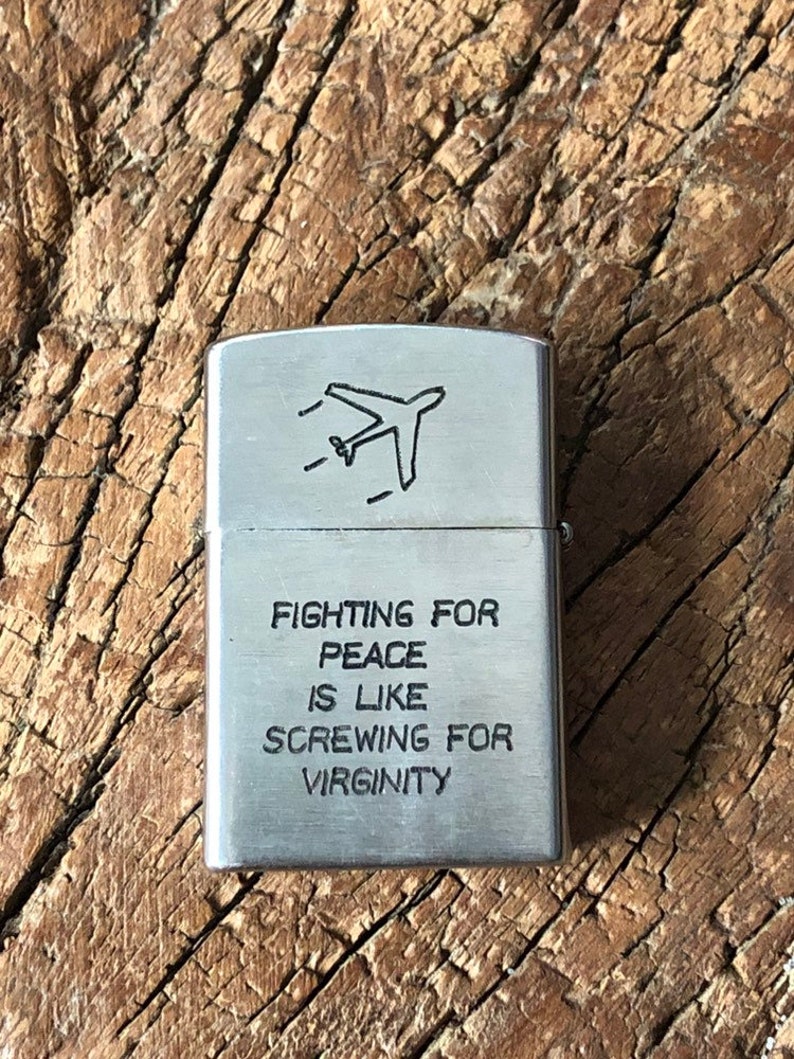 FIGHTING FOR
PEACE
IS LIKE
SCREWING FOR
VIRGINITY